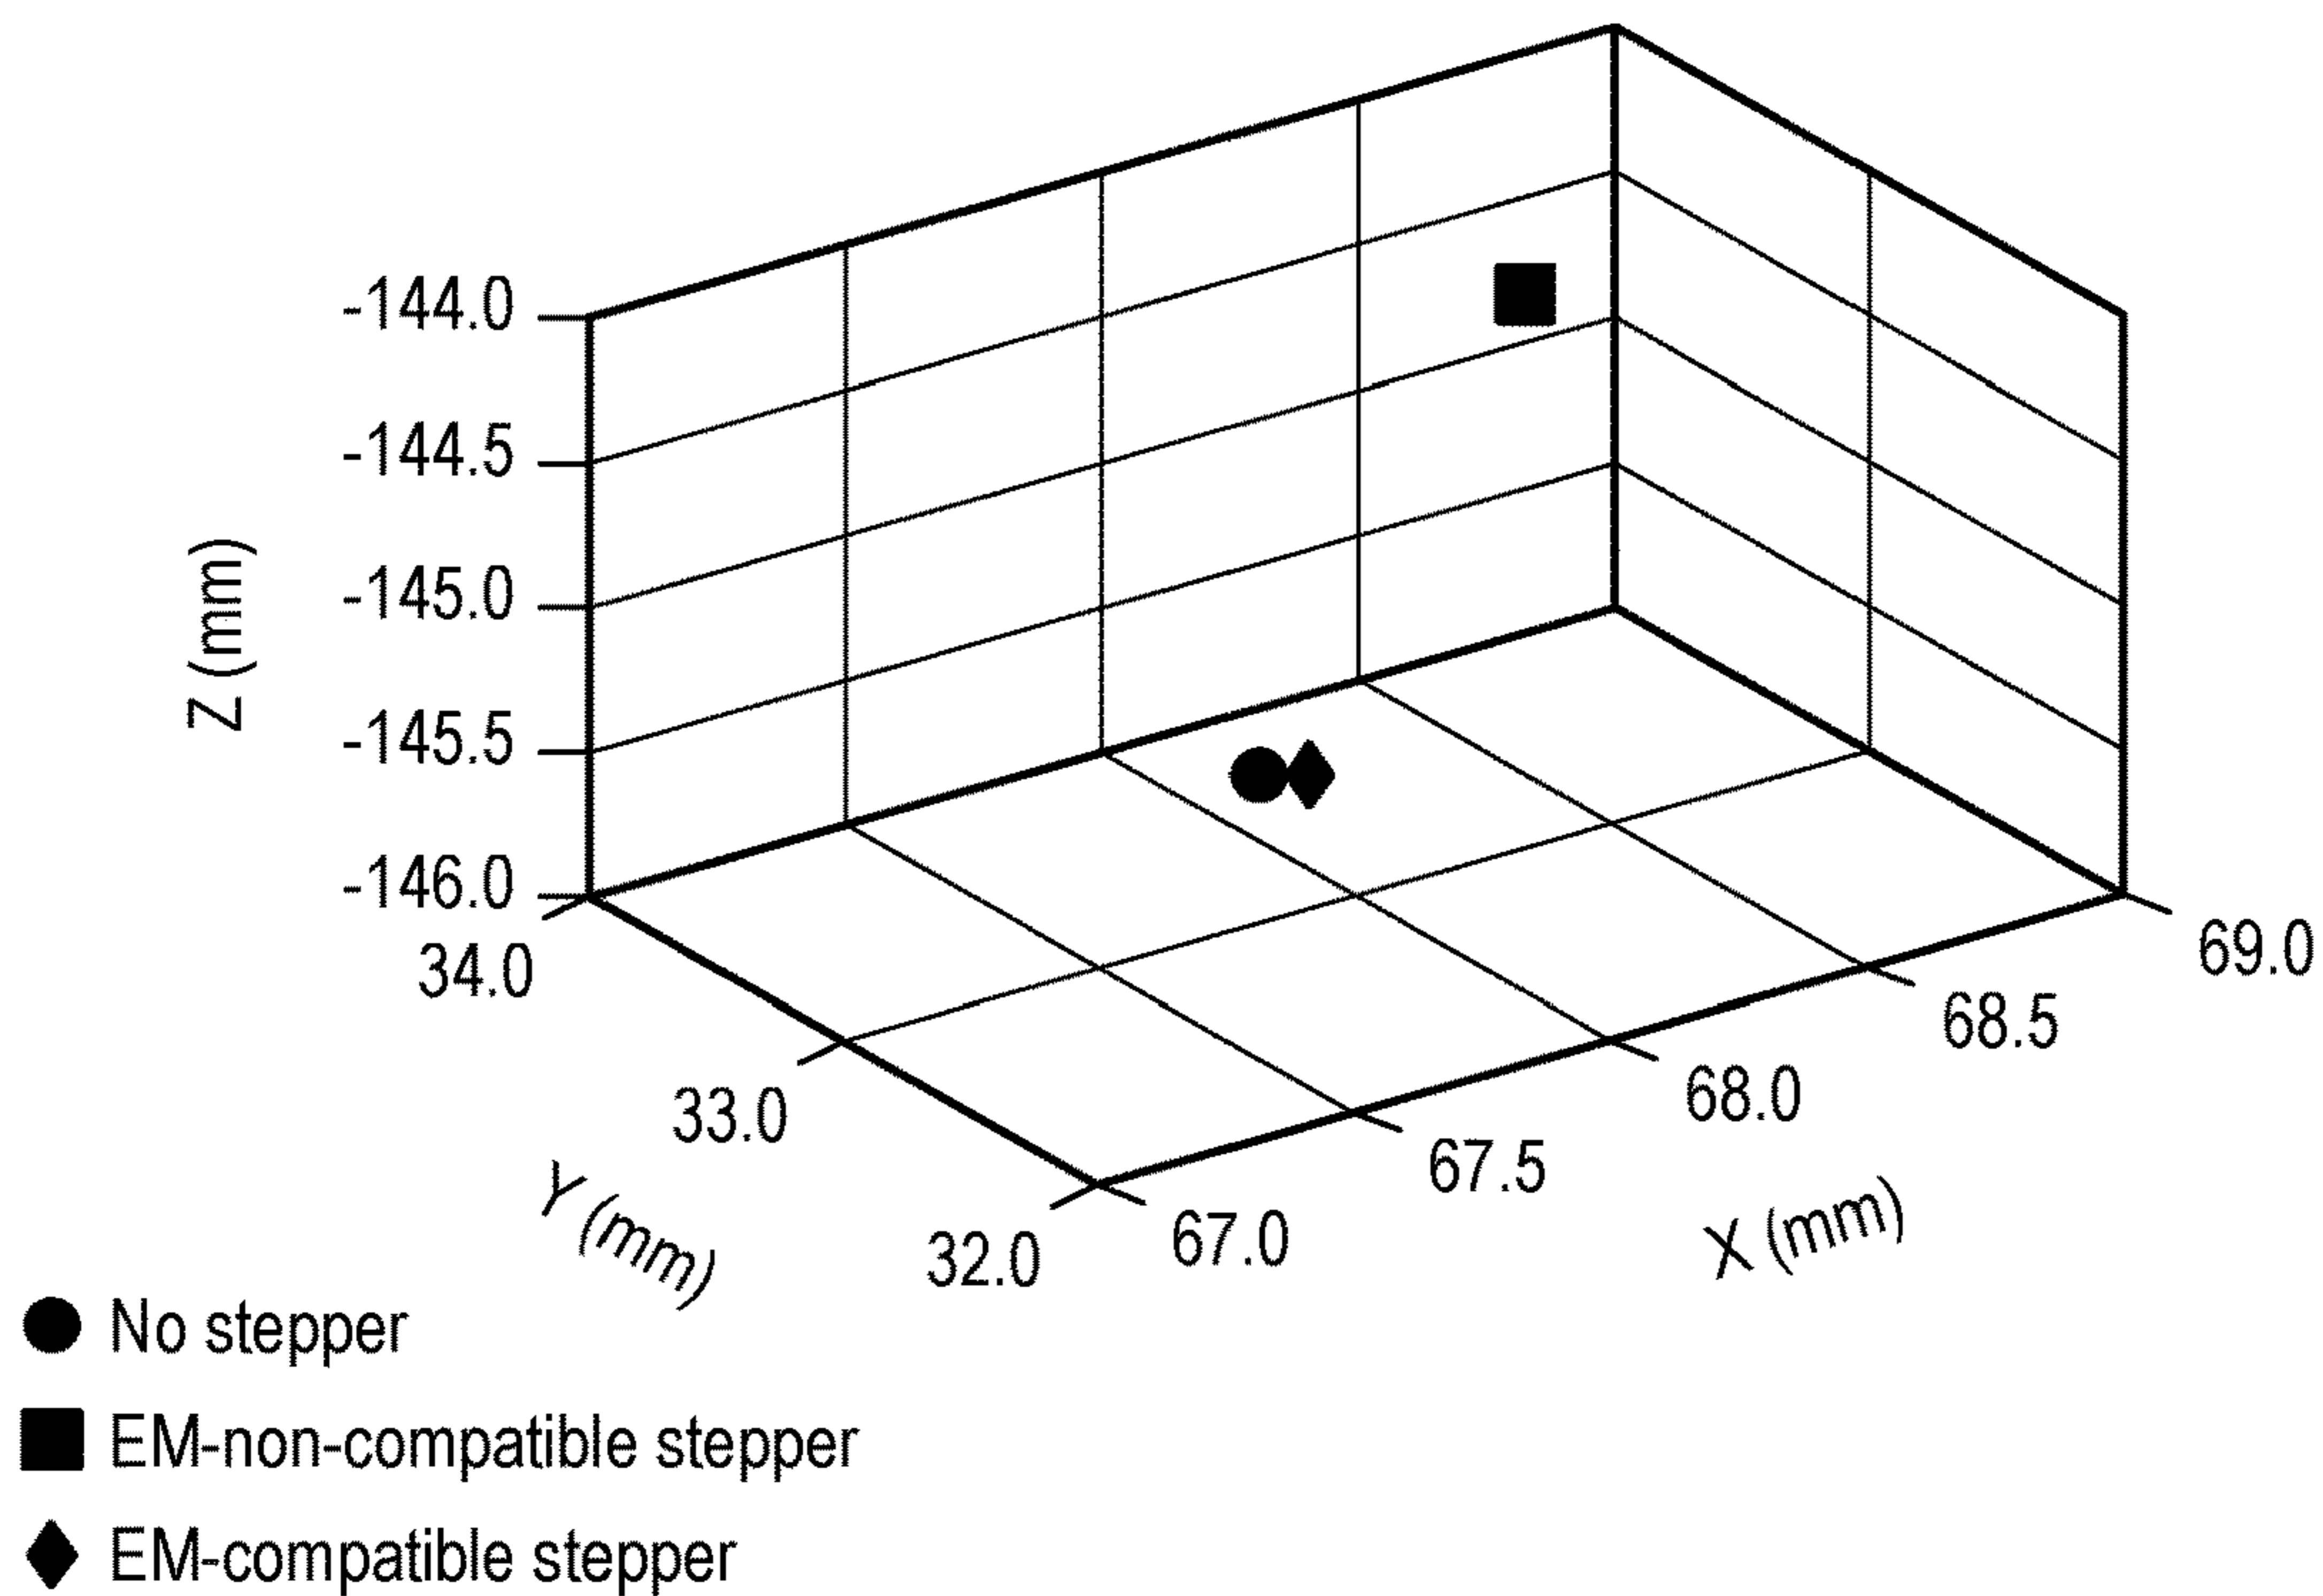 -144.0
-144.5
-145.0
-145.5
-146.0
Z (mm)
34.0
33.0
32.0
Y (mm)
67.0
67.5
68.0
68.5
69.0
X (mm)
No stepper
EM-non-compatible stepper
EM-compatible stepper